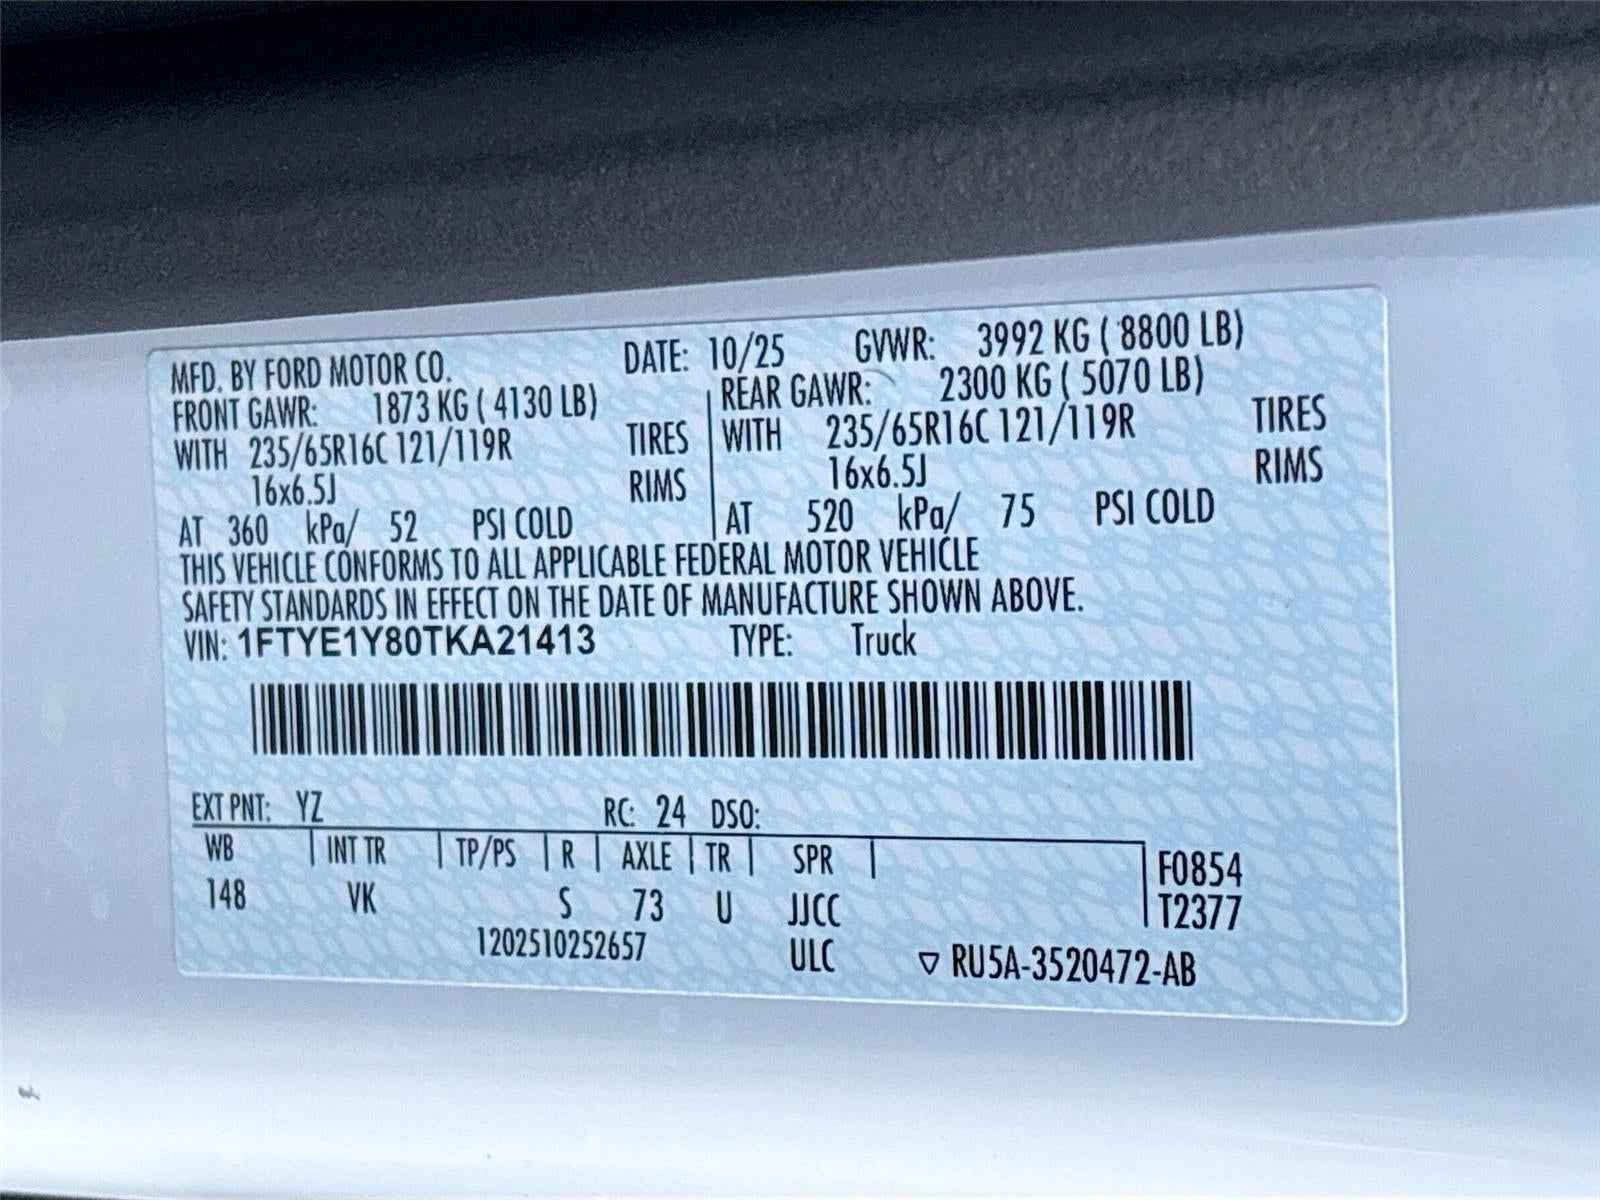 MFD. BY FORD MOTOR CO. DATE: 10/25 GVWR: 3992 KG ( 8800 LB)
FRONT GAWR: 1873 KG ( 4130 LB) REAR GAWR: 2300 KG ( 5070 LB)
WITH 235/65R16C 121/119R TIRES WITH 235/65R16C 121/119R TIRES
16x6.5J RIMS 16x6.5J RIMS
AT 360 kPa/ 52 PSI COLD AT 520 kPa/ 75 PSI COLD
THIS VEHICLE CONFORMS TO ALL APPLICABLE FEDERAL MOTOR VEHICLE
SAFETY STANDARDS IN EFFECT ON THE DATE OF MANUFACTURE SHOWN ABOVE.
VIN: 1FTYE1Y80TKA21413 TYPE: Truck
EXT PNT: YZ RC: 24 DSO:
WB INT TR TP/PS R AXLE TR SPR F0854
148 VK S 73 U JJCC T2377
1202510252657 ULC RU5A-3520472-AB